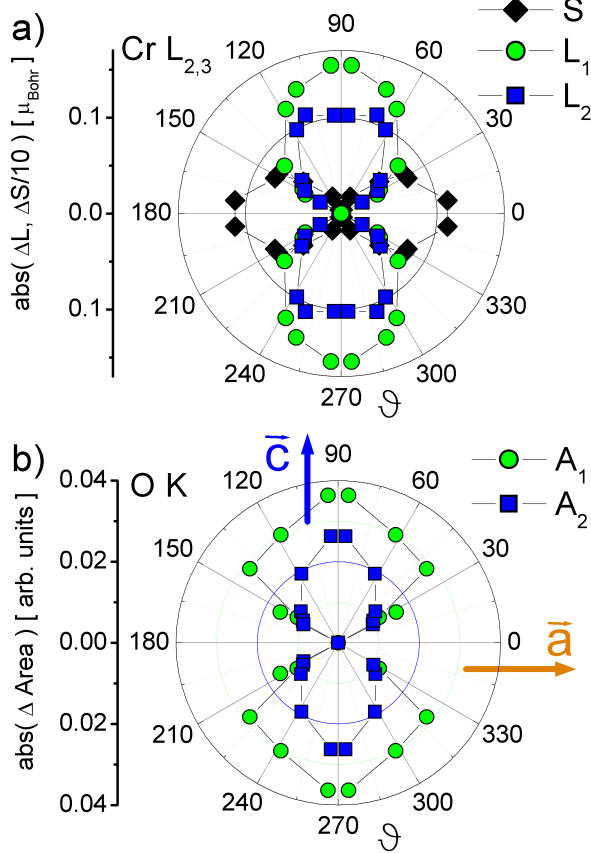 a)
Cr L2,3
S
L1
L2
abs( ΔL, ΔS/10 ) [ μBohr ]
0.1
0.0
0.1
90
120
60
150
30
180
0
210
330
240
300
270
ϑ
b)
O K
c
A1
A2
abs( Δ Area ) [ arb. units ]
0.04
0.02
0.00
0.02
0.04
90
120
60
150
30
180
0
a
210
330
240
300
270
ϑ